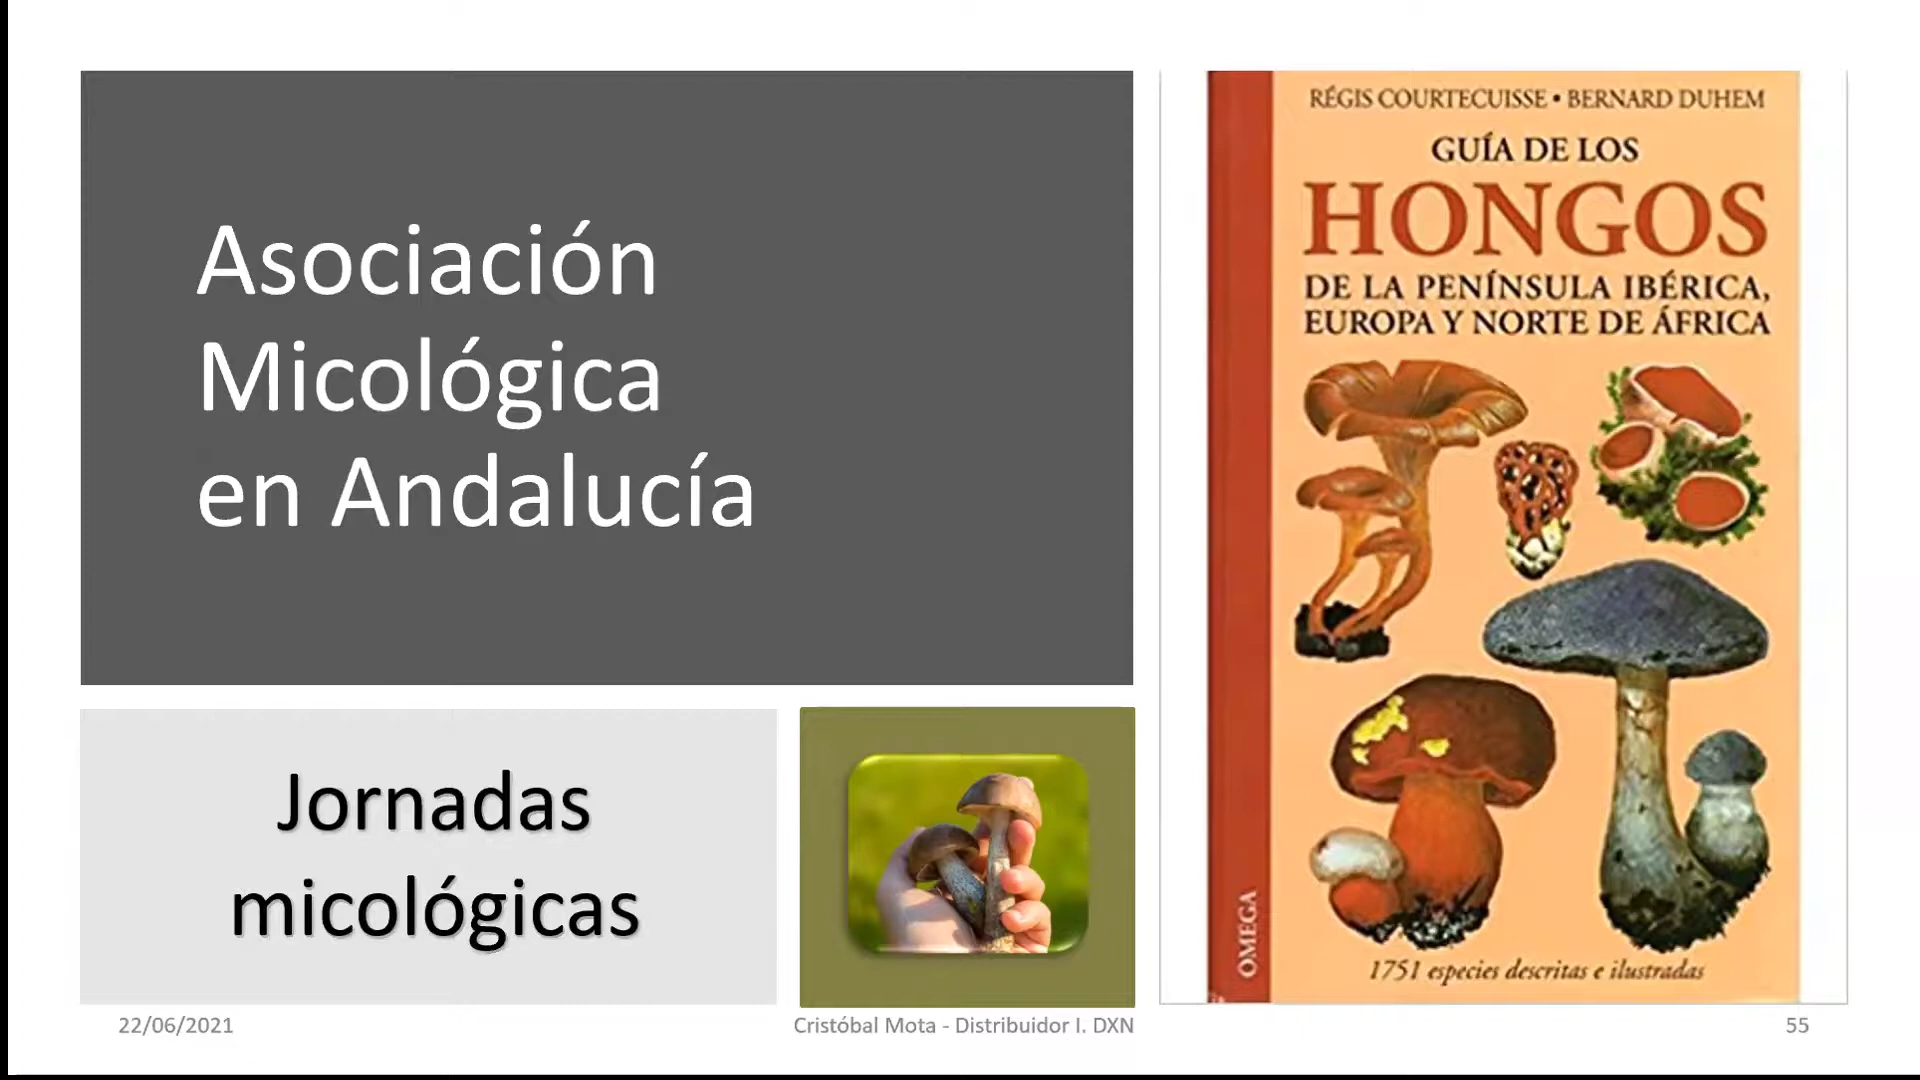 Asociación
Micológica
en Andalucía
Jornadas
micológicas
RÉGIS COURTECUISSE • BERNARD DUHEM
GUÍA DE LOS
HONGOS
DE LA PENÍNSULA IBÉRICA,
EUROPA Y NORTE DE ÁFRICA
OMEGA
1751 especies descritas e ilustradas
22/06/2021
Cristóbal Mota - Distribuidor I. DXN
55